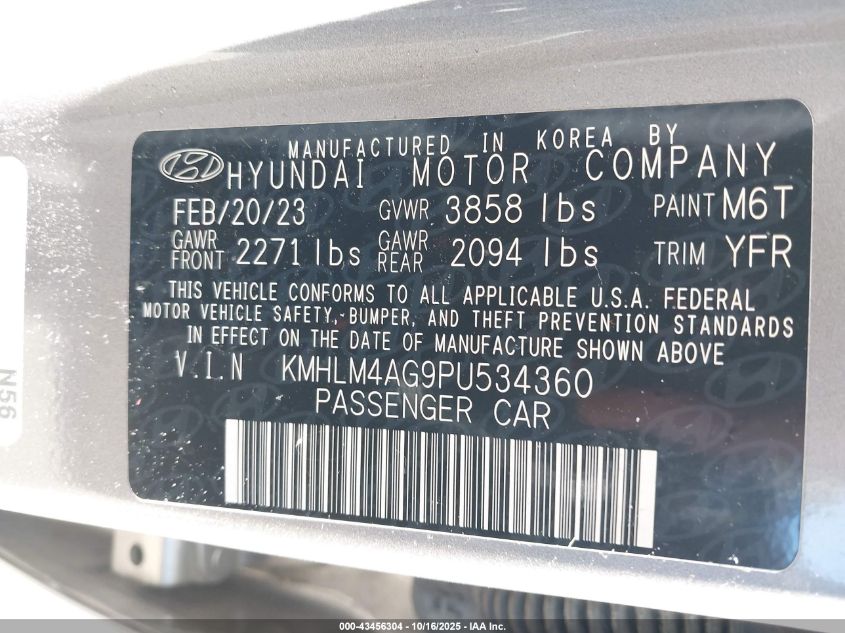 MANUFACTURED IN KOREA BY
HYUNDAI MOTOR COMPANY
FEB/20/23 GVWR 3858 lbs PAINT M6T
GAWR FRONT 2271 lbs GAWR REAR 2094 lbs TRIM YFR
THIS VEHICLE CONFORMS TO ALL APPLICABLE U.S.A. FEDERAL
MOTOR VEHICLE SAFETY, BUMPER, AND THEFT PREVENTION STANDARDS
IN EFFECT ON THE DATE OF MANUFACTURE SHOWN ABOVE
V.I.N KMHLM4AG9PU534360
PASSENGER CAR
N56
000-43456304 - 10/16/2025 - IAA Inc.